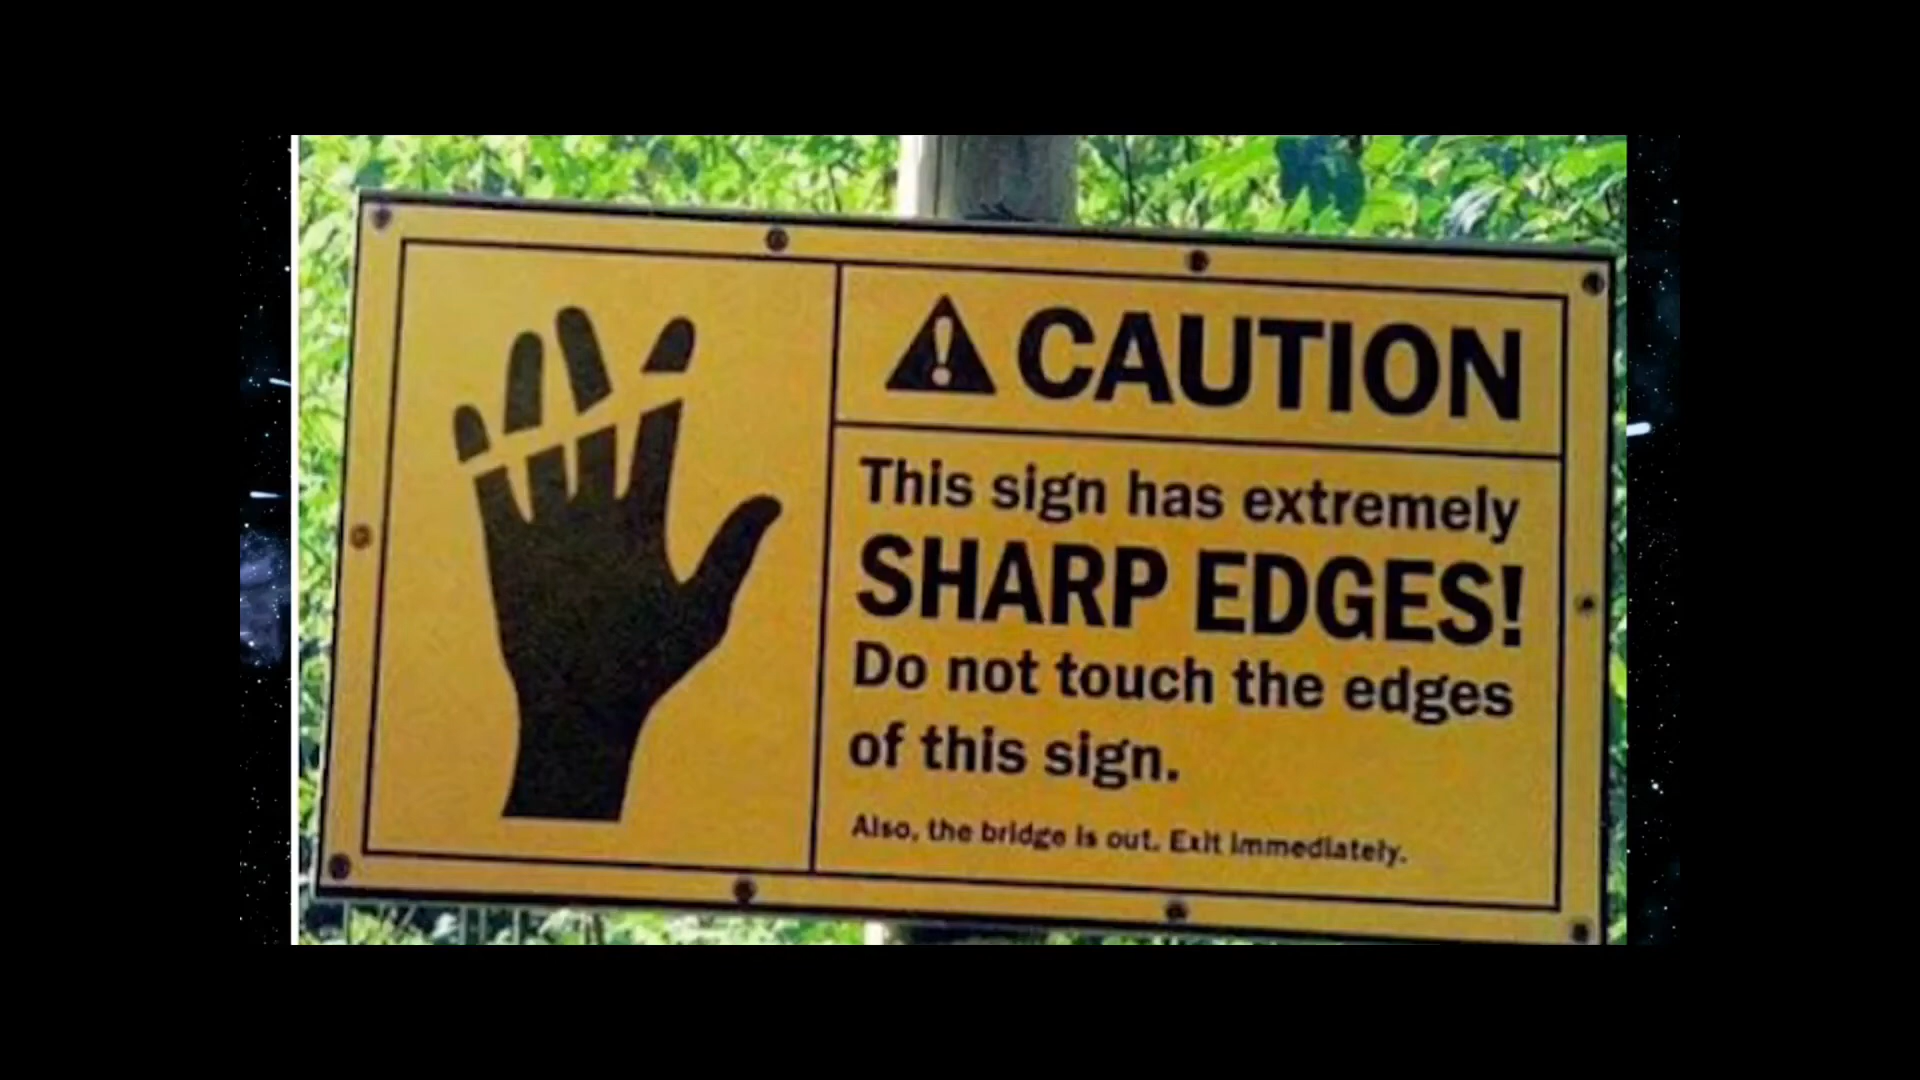 CAUTION
This sign has extremely
SHARP EDGES!
Do not touch the edges
of this sign.
Also, the bridge is out. Exit immediately.